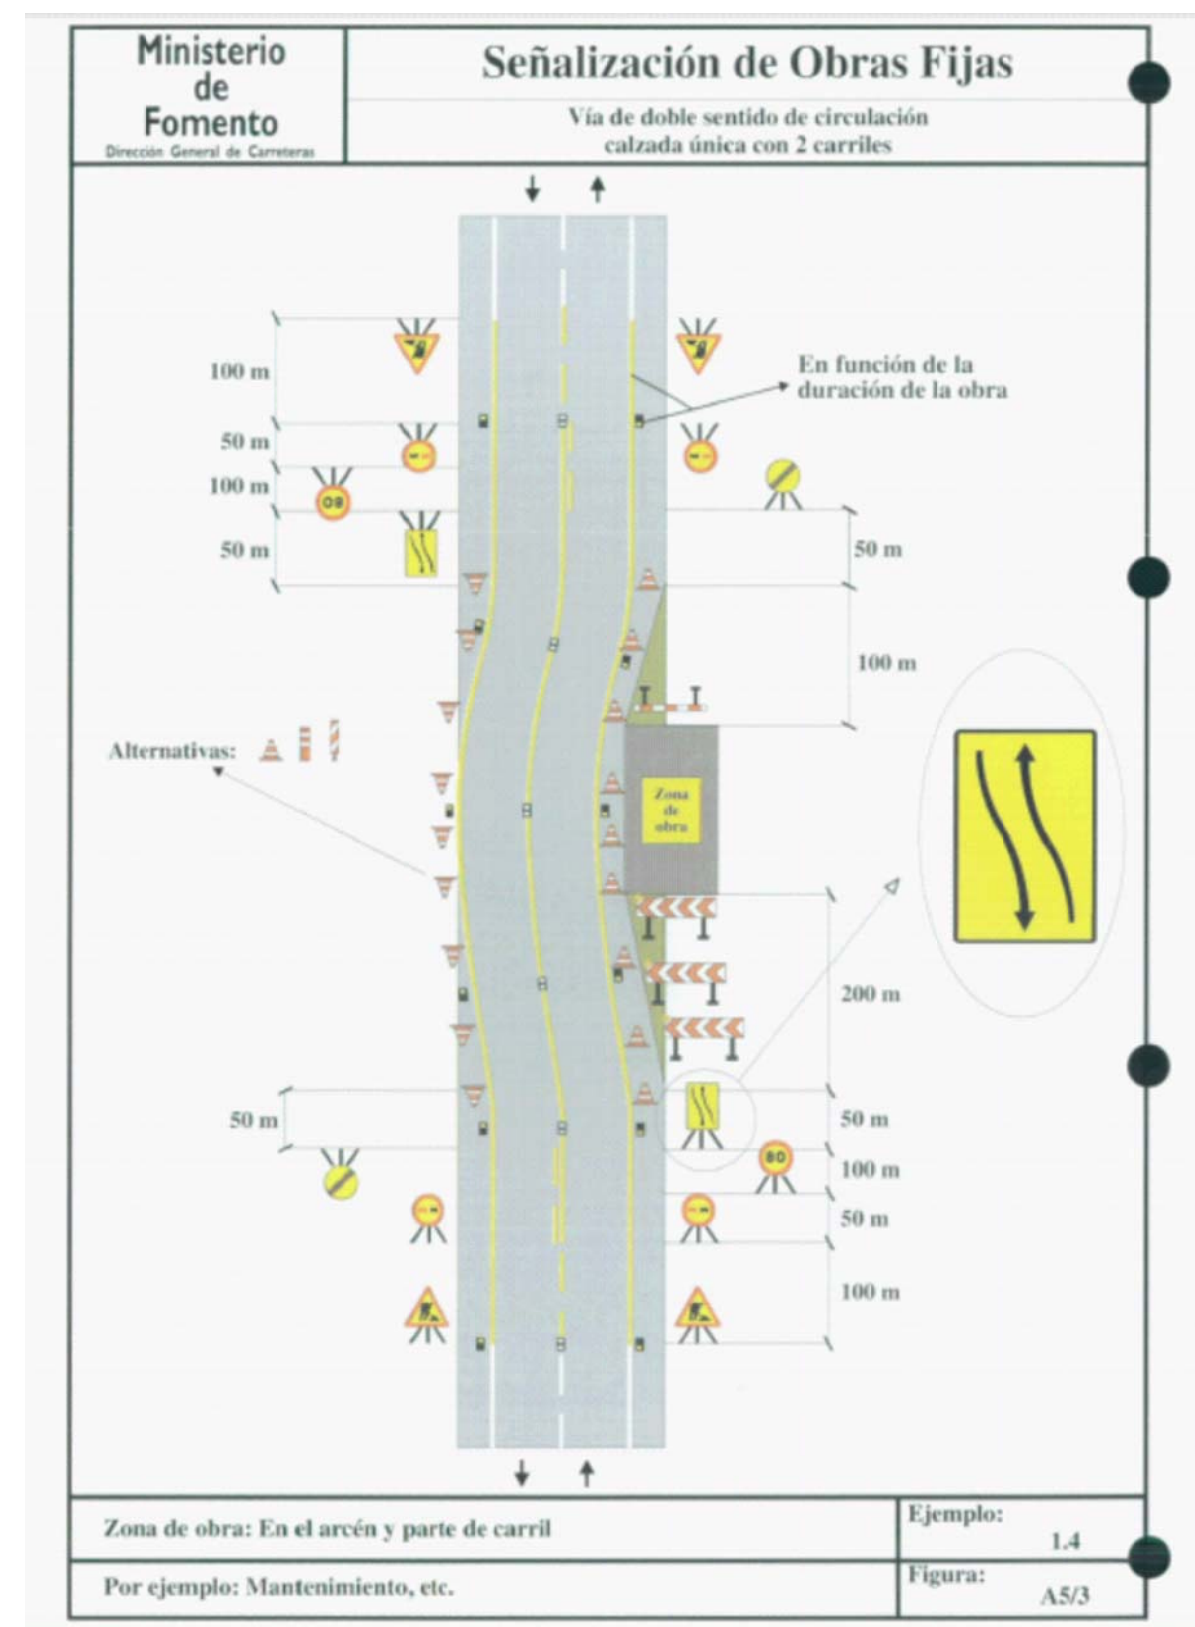 Ministerio
de
Fomento
Dirección General de Carreteras
Señalización de Obras Fijas
Vía de doble sentido de circulación
calzada única con 2 carriles
100 m
En función de la
duración de la obra
50 m
100 m
80
50 m
50 m
100 m
Alternativas:
Zona
de
obra
200 m
50 m
50 m
80
100 m
50 m
100 m
Zona de obra: En el arcén y parte de carril
Ejemplo:
1.4
Por ejemplo: Mantenimiento, etc.
Figura:
A5/3